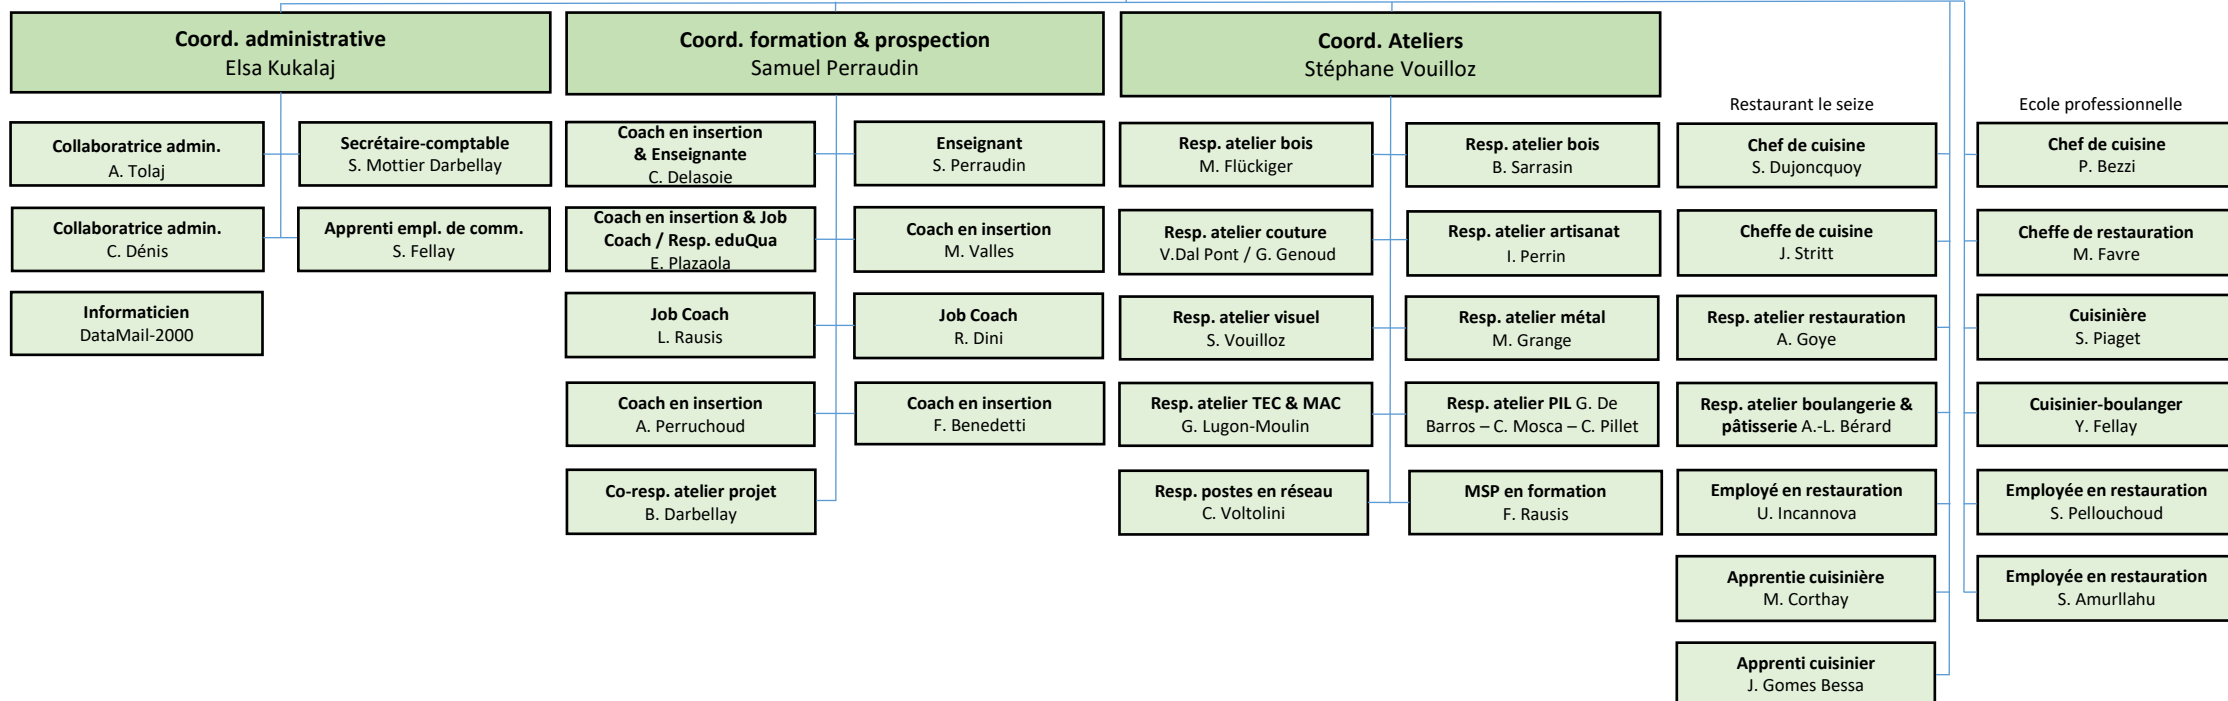 Coord. administrative
Elsa Kukalaj
Collaboratrice admin.
A. Tolaj
Secrétaire-comptable
S. Mottier Darbellay
Collaboratrice admin.
C. Dénis
Apprenti empl. de comm.
S. Fellay
Informaticien
DataMail-2000
Coord. formation & prospection
Samuel Perraudin
Coach en insertion
& Enseignante
C. Delasoie
Enseignant
S. Perraudin
Coach en insertion & Job
Coach / Resp. eduQua
E. Plazaola
Coach en insertion
M. Valles
Job Coach
L. Rausis
Job Coach
R. Dini
Coach en insertion
A. Perruchoud
Coach en insertion
F. Benedetti
Co-resp. atelier projet
B. Darbellay
Coord. Ateliers
Stéphane Vouilloz
Resp. atelier bois
M. Flückiger
Resp. atelier bois
B. Sarrasin
Resp. atelier couture
V.Dal Pont / G. Genoud
Resp. atelier artisanat
I. Perrin
Resp. atelier visuel
S. Vouilloz
Resp. atelier métal
M. Grange
Resp. atelier TEC & MAC
G. Lugon-Moulin
Resp. atelier PIL G. De
Barros – C. Mosca – C. Pillet
Resp. postes en réseau
C. Voltolini
MSP en formation
F. Rausis
Restaurant le seize
Chef de cuisine
S. Dujoncquoy
Cheffe de cuisine
J. Stritt
Resp. atelier restauration
A. Goye
Resp. atelier boulangerie &
pâtisserie A.-L. Bérard
Employé en restauration
U. Incannova
Apprentie cuisinière
M. Corthay
Apprenti cuisinier
J. Gomes Bessa
Ecole professionnelle
Chef de cuisine
P. Bezzi
Cheffe de restauration
M. Favre
Cuisinière
S. Piaget
Cuisinier-boulanger
Y. Fellay
Employée en restauration
S. Pellouchoud
Employée en restauration
S. Amurllahu